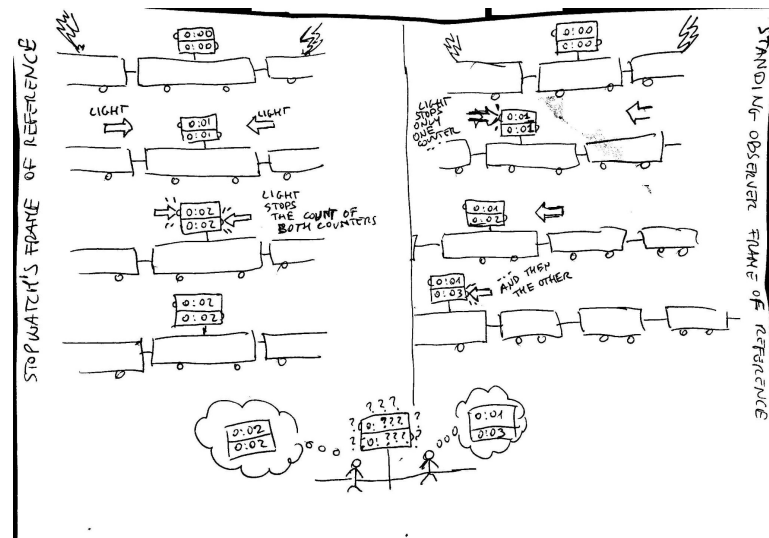 STOPWATCH'S FRAME OF REFERENCE
0:00
0:00
LIGHT
0:01
0:01
LIGHT
0:02
0:02
LIGHT
STOPS
THE COUNT OF
BOTH COUNTERS
0:02
0:02
STANDING OBSERVER FRAME OF REFERENCE
0:00
0:00
LIGHT
STOPS
ONLY
ONE
COUNTER
...
0:01
0:01
0:01
0:02
0:01
0:03
... AND THEN
THE OTHER
0:02
0:02
? ? ? ?
? 0:??? ?
? 0:??? ?
0:01
0:03